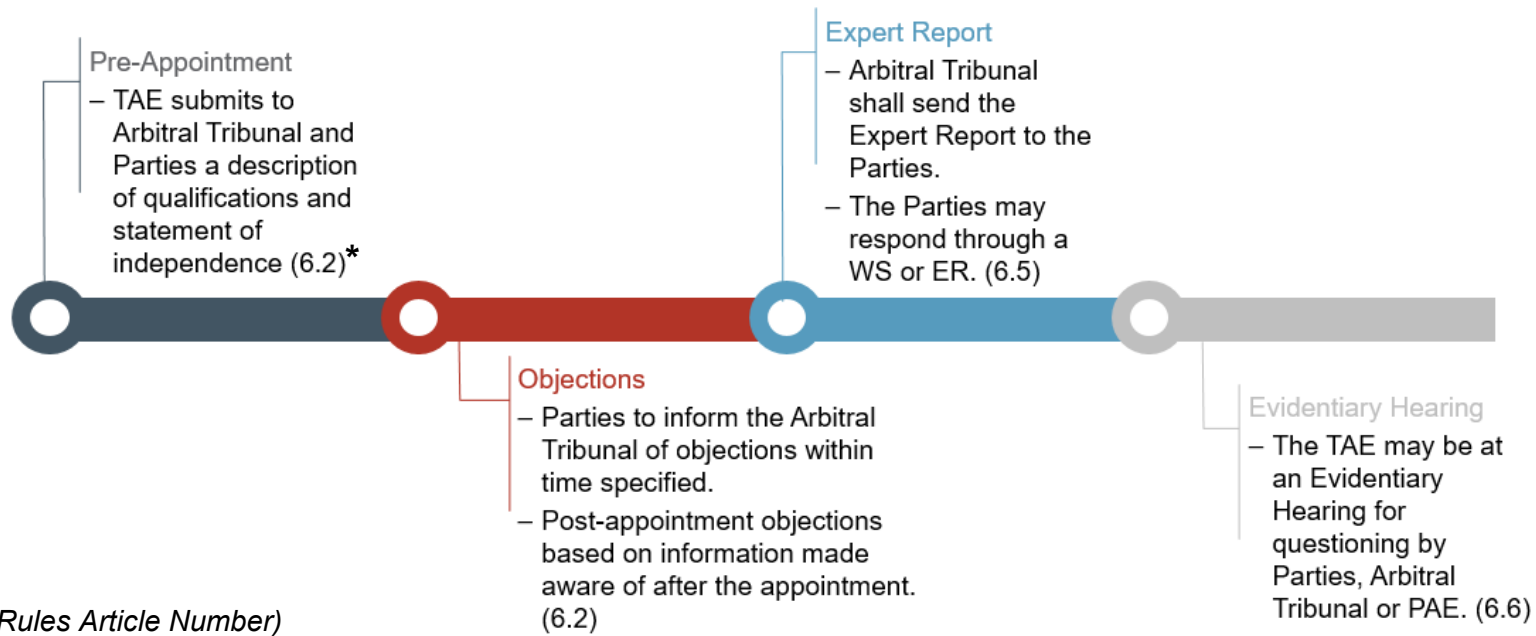 Pre-Appointment
– TAE submits to
Arbitral Tribunal and
Parties a description
of qualifications and
statement of
independence (6.2)*
Objections
– Parties to inform the Arbitral
Tribunal of objections within
time specified.
– Post-appointment objections
based on information made
aware of after the appointment.
(6.2)
Expert Report
– Arbitral Tribunal
shall send the
Expert Report to the
Parties.
– The Parties may
respond through a
WS or ER. (6.5)
Evidentiary Hearing
– The TAE may be at
an Evidentiary
Hearing for
questioning by
Parties, Arbitral
Tribunal or PAE. (6.6)
Rules Article Number)